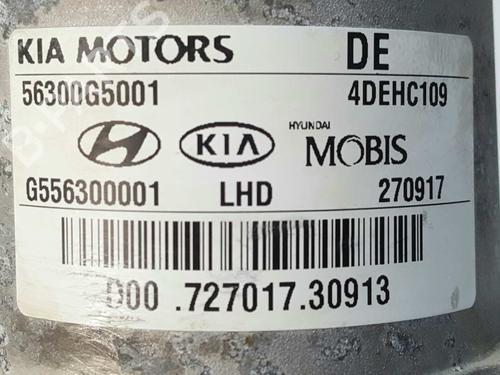 KIA MOTORS DE
56300G5001 4DEHC109
KIA HYUNDAI MOBIS
G556300001 LHD 270917
D00 .727017.30913